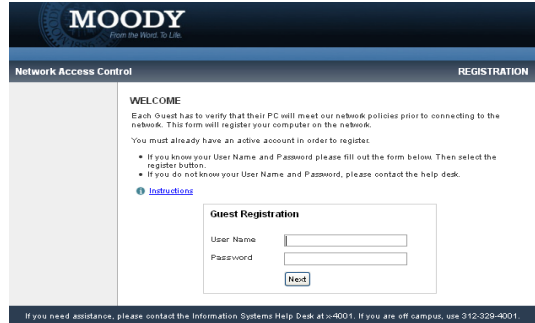 MOODY
From the Word. To Life.
Network Access Control
REGISTRATION
WELCOME
Each Guest has to verify that their PC will meet our network policies prior to connecting to the
network. This form will register your computer on the network.
You must already have an active account in order to register.
• If you know your User Name and Password please fill out the form below. Then select the
register button.
• If you do not know your User Name and Password, please contact the help desk.
Instructions
Guest Registration
User Name
Password
Next
If you need assistance, please contact the Information Systems Help Desk at x-4001. If you are off campus, use 312-329-4001.